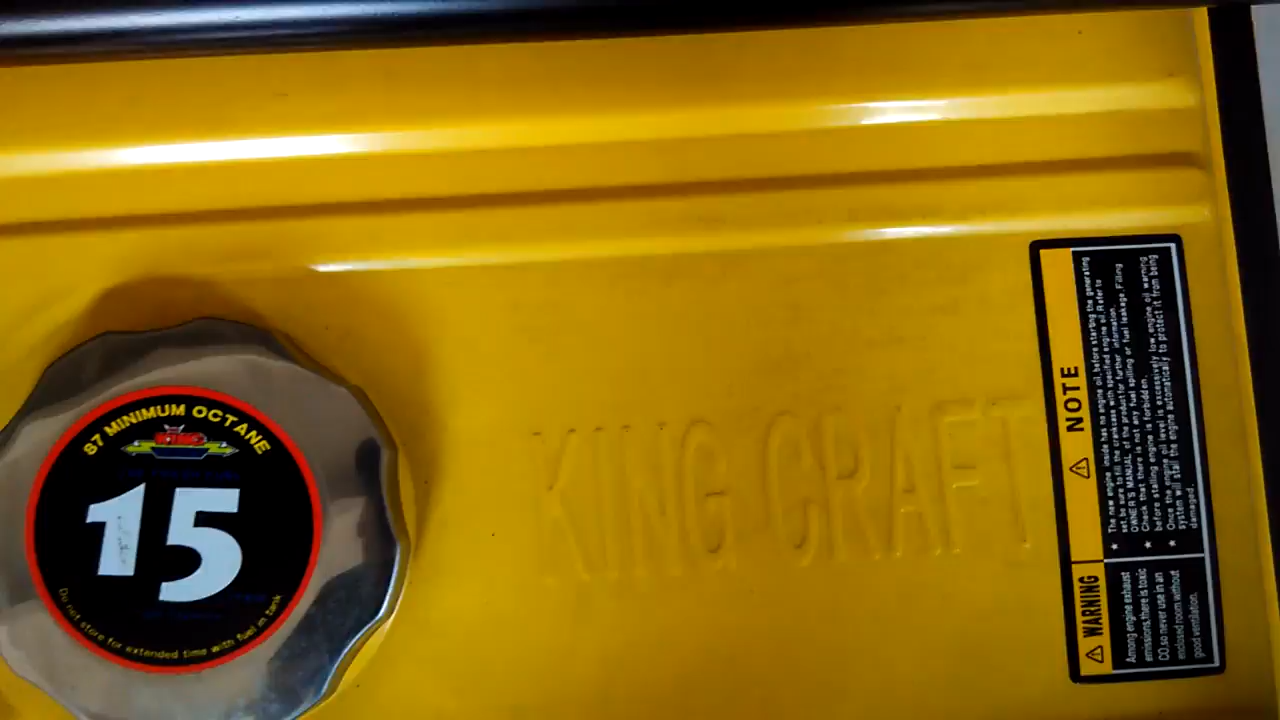 S7 MINIMUM OCTANE
KING
15
Do not store for extended time with fuel in tank
KING CRAFT
NOTE
★ The new engine inside has no engine oil, before starting the generating
set, be sure to fill the crankcase with specified engine oil. Refer to
OWNER'S MANUAL of the product for further information.
★ Check that there is not any fuel spilling or fuel leakage. Filling
before stalling engine is forbidden.
★ Once the engine oil level is excessively low, engine oil warning
system will stall the engine automatically to protect it from being
damaged.
WARNING
Among engine exhaust
emissions, there is toxic
CO, so never use in an
enclosed room without
good ventilation.